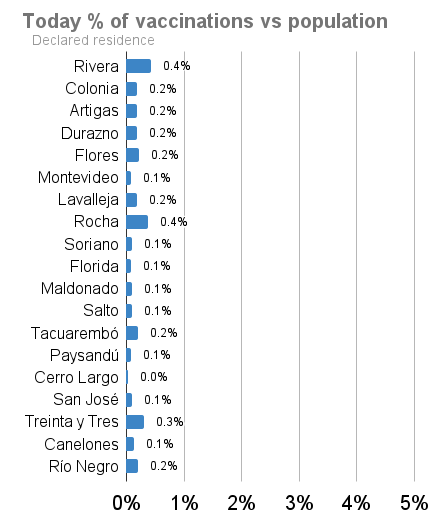 Today % of vaccinations vs population
Declared residence
Rivera 0.4%
Colonia 0.2%
Artigas 0.2%
Durazno 0.2%
Flores 0.2%
Montevideo 0.1%
Lavalleja 0.2%
Rocha 0.4%
Soriano 0.1%
Florida 0.1%
Maldonado 0.1%
Salto 0.1%
Tacuarembó 0.2%
Paysandú 0.1%
Cerro Largo 0.0%
San José 0.1%
Treinta y Tres 0.3%
Canelones 0.1%
Río Negro 0.2%
0% 1% 2% 3% 4% 5%